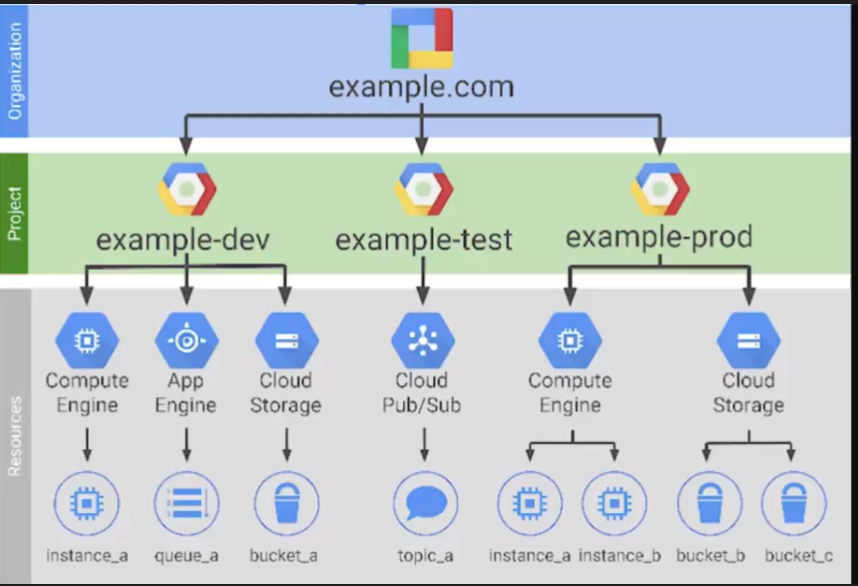 Organization
example.com
Project
example-dev
example-test
example-prod
Resources
Compute
Engine
App
Engine
Cloud
Storage
Cloud
Pub/Sub
Compute
Engine
Cloud
Storage
instance_a
queue_a
bucket_a
topic_a
instance_a
instance_b
bucket_b
bucket_c